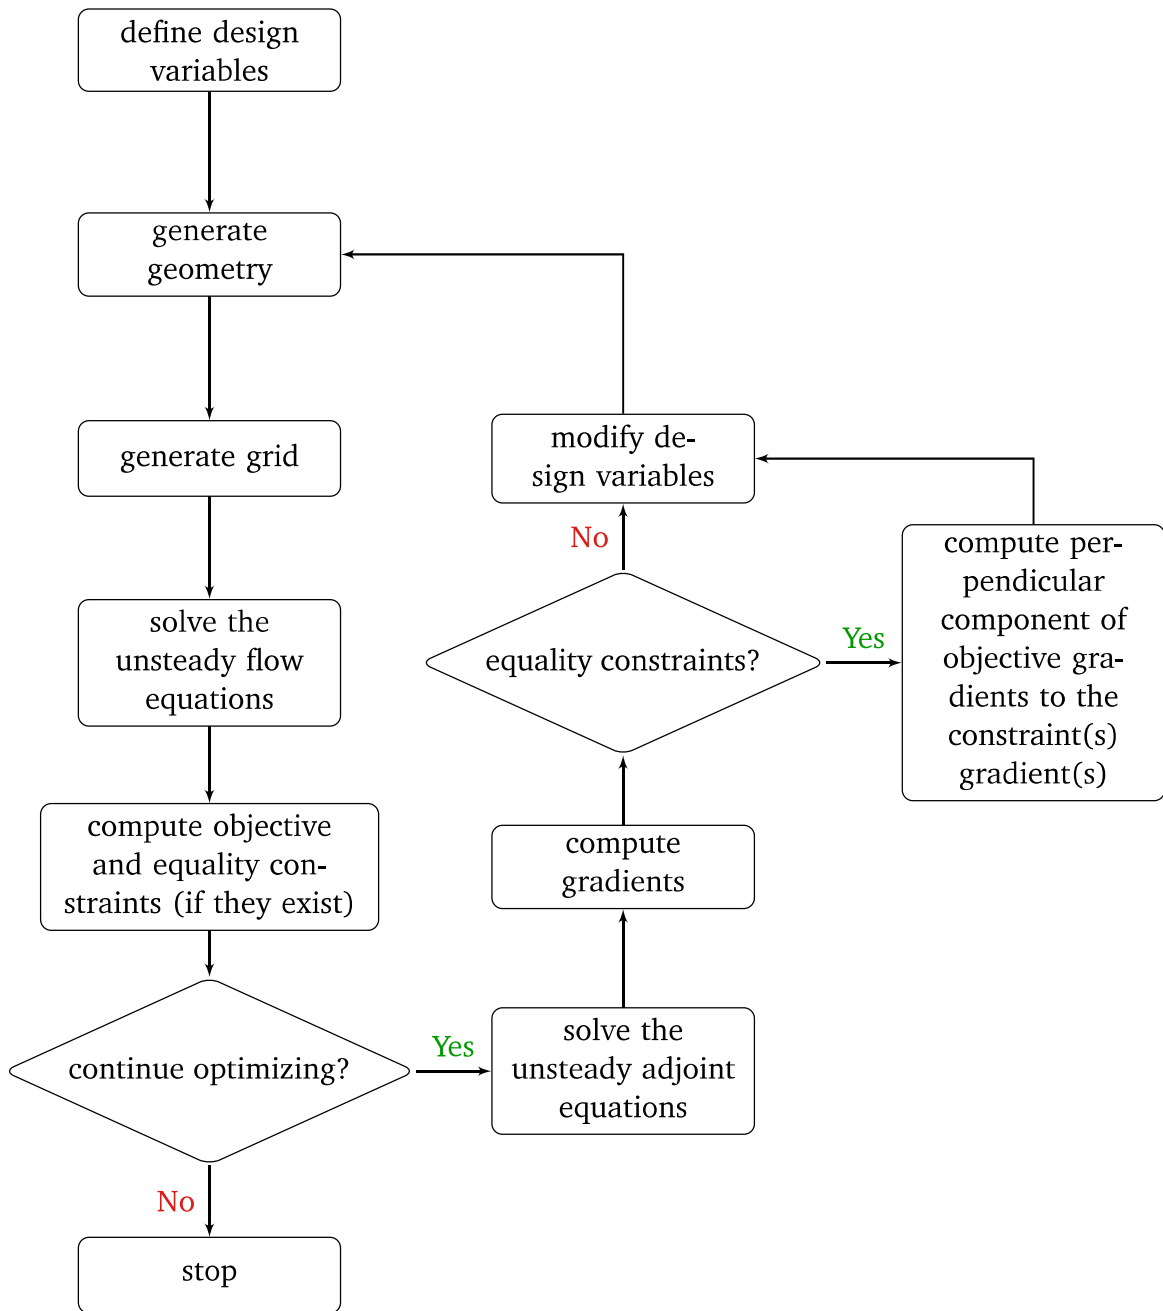 define design
variables
generate
geometry
generate grid
solve the
unsteady flow
equations
compute objective
and equality con-
straints (if they exist)
continue optimizing?
Yes
No
stop
solve the
unsteady adjoint
equations
compute
gradients
equality constraints?
No
Yes
modify de-
sign variables
compute per-
pendicular
component of
objective gra-
dients to the
constraint(s)
gradient(s)